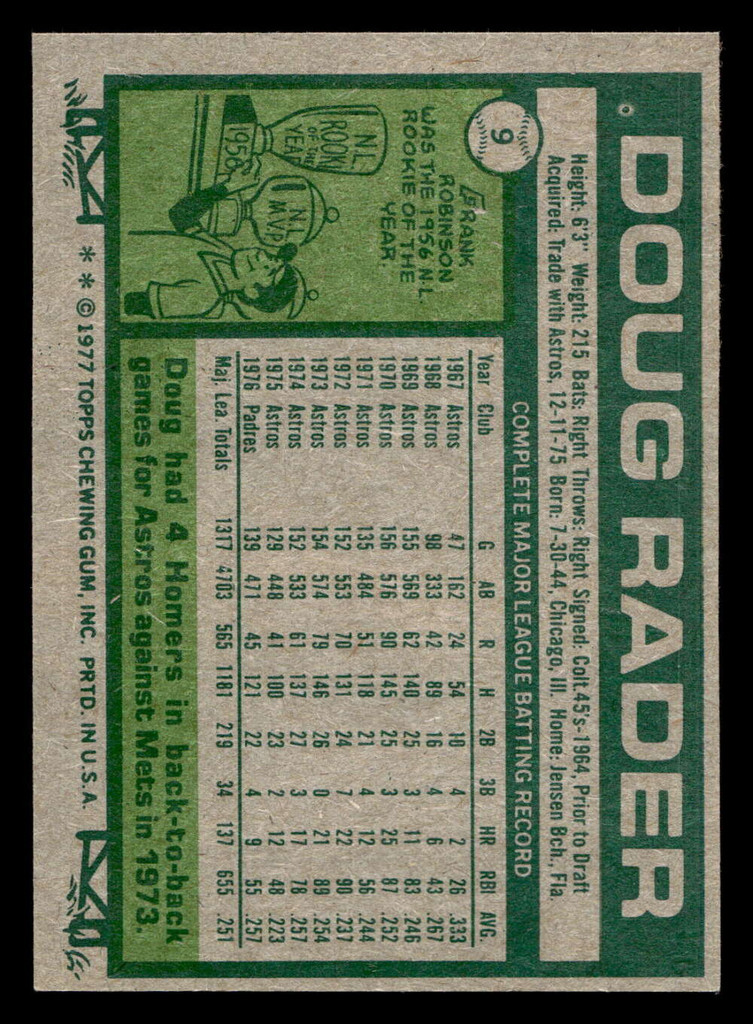 9
DOUG RADER
Height: 6'3" Weight: 215 Bats: Right Throws: Right Signed: Colt 45's-1964, Prior to Draft
Acquired: Trade with Astros, 12-11-75 Born: 7-30-44, Chicago, Ill. Home: Jensen Bch., Fla
COMPLETE MAJOR LEAGUE BATTING RECORD
Year Club G AB R H 2B 3B HR RBI AVG.
1967 Astros 47 162 24 54 10 4 2 26 .333
1968 Astros 98 333 42 89 16 4 6 43 .267
1969 Astros 155 569 62 140 25 3 11 83 .246
1970 Astros 156 576 90 145 25 3 25 87 .252
1971 Astros 135 484 51 118 21 4 12 56 .244
1972 Astros 152 553 70 131 24 7 22 90 .237
1973 Astros 154 574 79 146 26 0 21 89 .254
1974 Astros 152 533 61 137 27 3 17 78 .257
1975 Astros 129 448 41 100 23 2 12 48 .223
1976 Padres 139 471 45 121 22 4 9 55 .257
Maj. Lea. Totals 1317 4703 565 1181 219 34 137 655 .251
FRANK
ROBINSON
WAS THE 1956 N.L.
ROOKIE OF THE
YEAR.
N.L.
ROOK
OF THE
YEAR
1956
N.L.
MVP
Doug had 4 Homers in back-to-back
games for Astros against Mets in 1973.
* * © 1977 TOPPS CHEWING GUM, INC. PRTD. IN U.S.A.